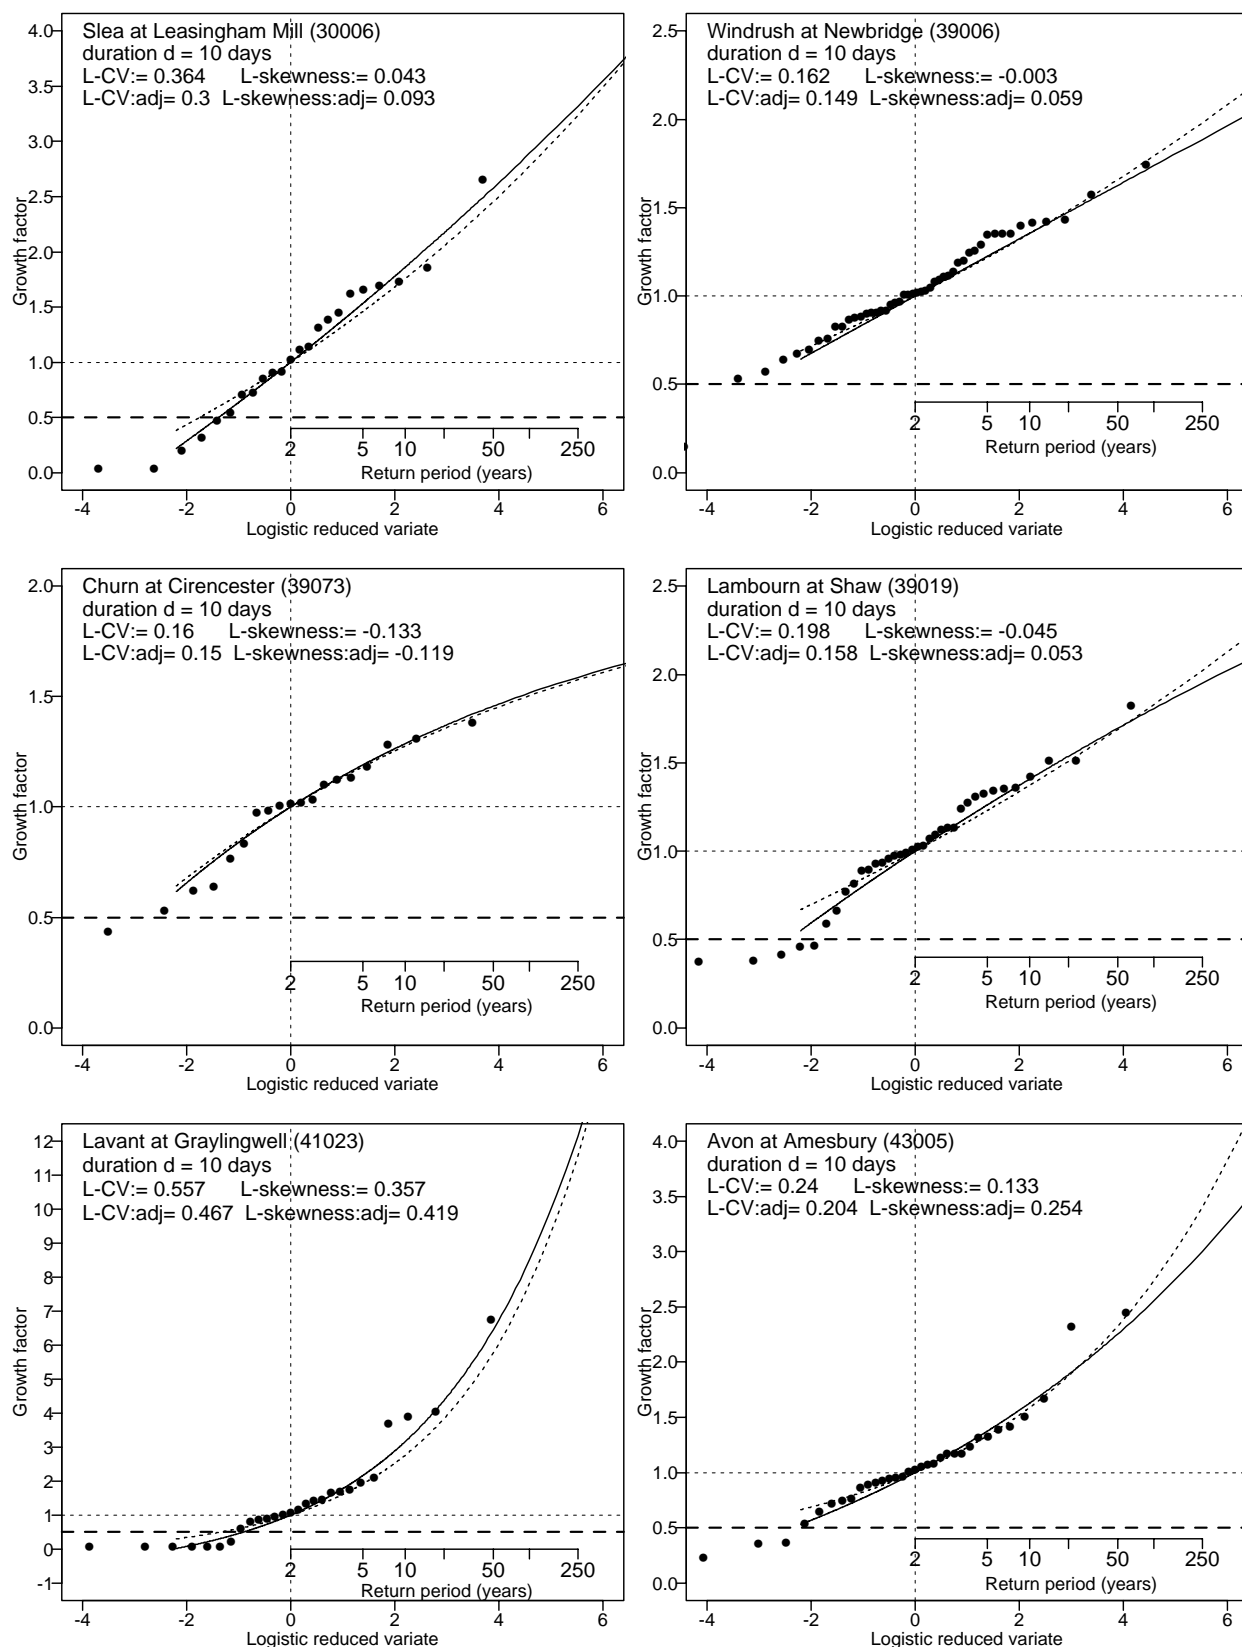 Slea at Leasingham Mill (30006)
duration d = 10 days
L-CV:= 0.364 L-skewness:= 0.043
L-CV:adj= 0.3 L-skewness:adj= 0.093
4.0
3.5
3.0
2.5
2.0
1.5
1.0
0.5
0.0
Growth factor
2 5 10 50 250
Return period (years)
-4 -2 0 2 4 6
Logistic reduced variate
Windrush at Newbridge (39006)
duration d = 10 days
L-CV:= 0.162 L-skewness:= -0.003
L-CV:adj= 0.149 L-skewness:adj= 0.059
2.5
2.0
1.5
1.0
0.5
0.0
Growth factor
2 5 10 50 250
Return period (years)
-4 -2 0 2 4 6
Logistic reduced variate
Churn at Cirencester (39073)
duration d = 10 days
L-CV:= 0.16 L-skewness:= -0.133
L-CV:adj= 0.15 L-skewness:adj= -0.119
2.0
1.5
1.0
0.5
0.0
Growth factor
2 5 10 50 250
Return period (years)
-4 -2 0 2 4 6
Logistic reduced variate
Lambourn at Shaw (39019)
duration d = 10 days
L-CV:= 0.198 L-skewness:= -0.045
L-CV:adj= 0.158 L-skewness:adj= 0.053
2.5
2.0
1.5
1.0
0.5
0.0
Growth factor
2 5 10 50 250
Return period (years)
-4 -2 0 2 4 6
Logistic reduced variate
Lavant at Graylingwell (41023)
duration d = 10 days
L-CV:= 0.557 L-skewness:= 0.357
L-CV:adj= 0.467 L-skewness:adj= 0.419
12
11
10
9
8
7
6
5
4
3
2
1
0
-1
Growth factor
2 5 10 50 250
Return period (years)
-4 -2 0 2 4 6
Logistic reduced variate
Avon at Amesbury (43005)
duration d = 10 days
L-CV:= 0.24 L-skewness:= 0.133
L-CV:adj= 0.204 L-skewness:adj= 0.254
4.0
3.5
3.0
2.5
2.0
1.5
1.0
0.5
0.0
Growth factor
2 5 10 50 250
Return period (years)
-4 -2 0 2 4 6
Logistic reduced variate